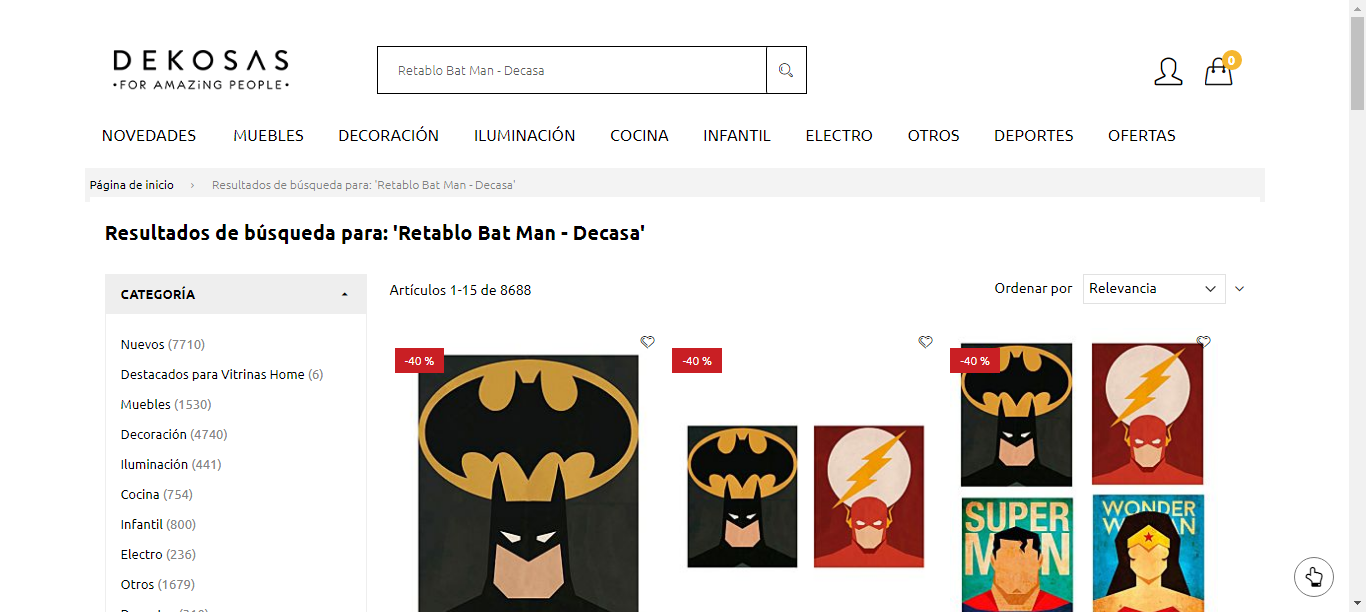 DEKOSAS
•FOR AMAZiNG PEOPLE•
Retablo Bat Man - Decasa
0
NOVEDADES MUEBLES DECORACIÓN ILUMINACIÓN COCINA INFANTIL ELECTRO OTROS DEPORTES OFERTAS
Página de inicio › Resultados de búsqueda para: 'Retablo Bat Man - Decasa'
Resultados de búsqueda para: 'Retablo Bat Man - Decasa'
CATEGORÍA
Artículos 1-15 de 8688
Ordenar por Relevancia
Nuevos (7710)
Destacados para Vitrinas Home (6)
Muebles (1530)
Decoración (4740)
Iluminación (441)
Cocina (754)
Infantil (800)
Electro (236)
Otros (1679)
-40 %
-40 %
-40 %
SUPER
MAN
WONDER
WOMAN